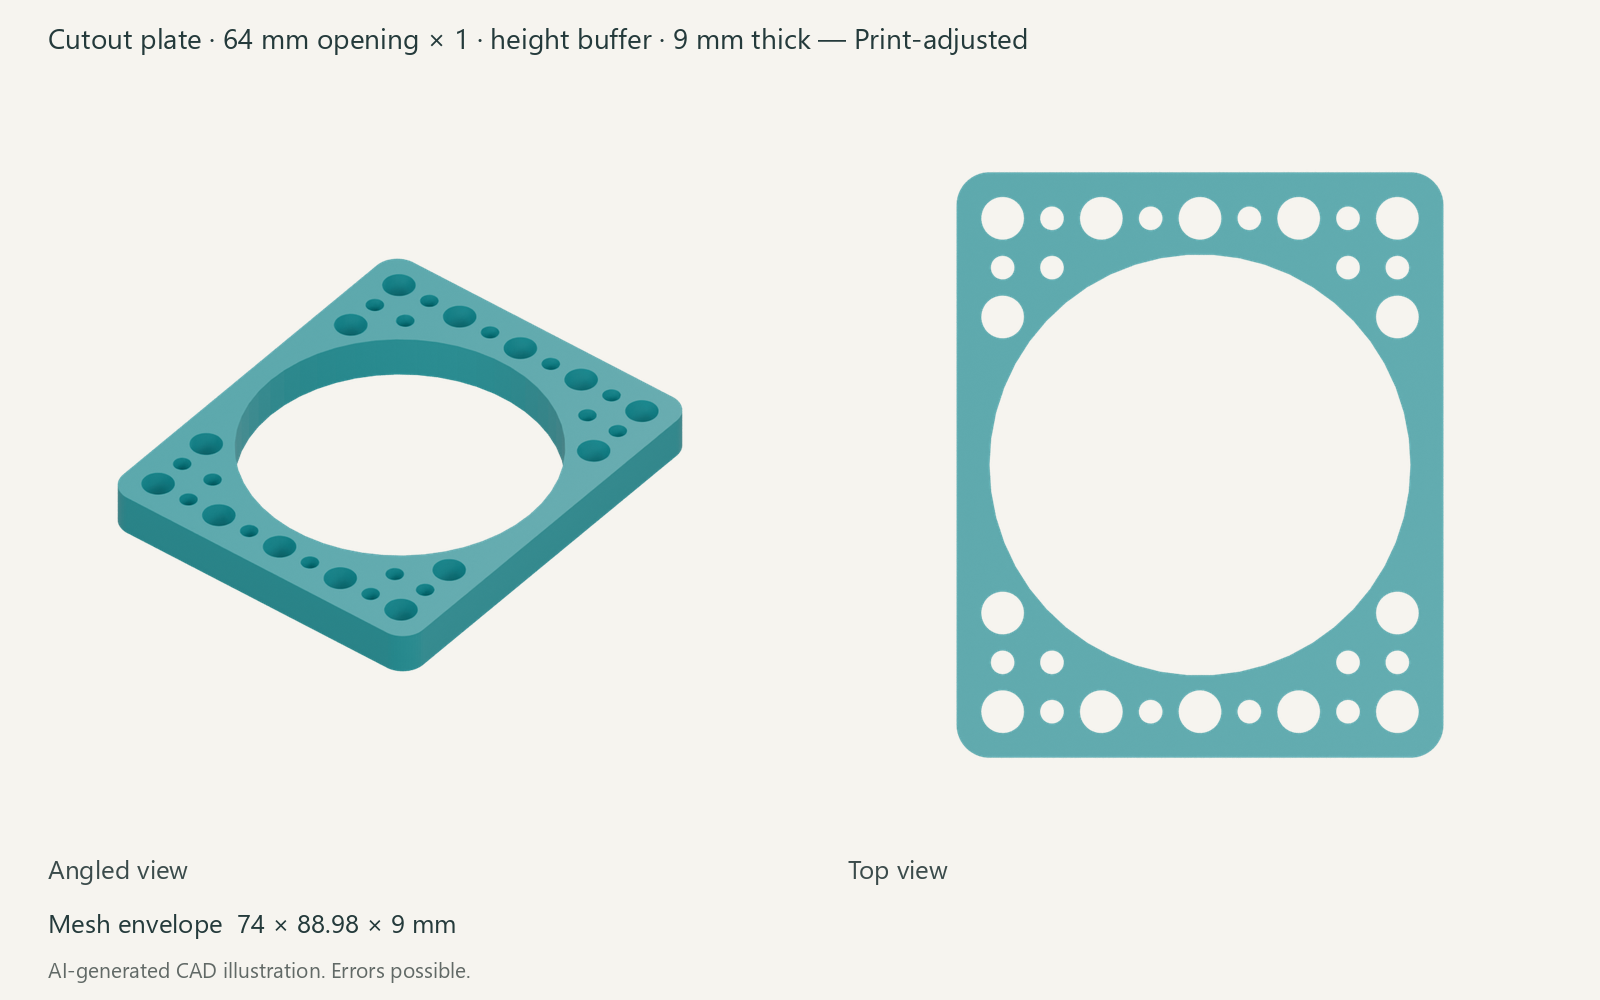 Cutout plate · 64 mm opening × 1 · height buffer · 9 mm thick — Print-adjusted
Angled view
Top view
Mesh envelope 74 × 88.98 × 9 mm
AI-generated CAD illustration. Errors possible.